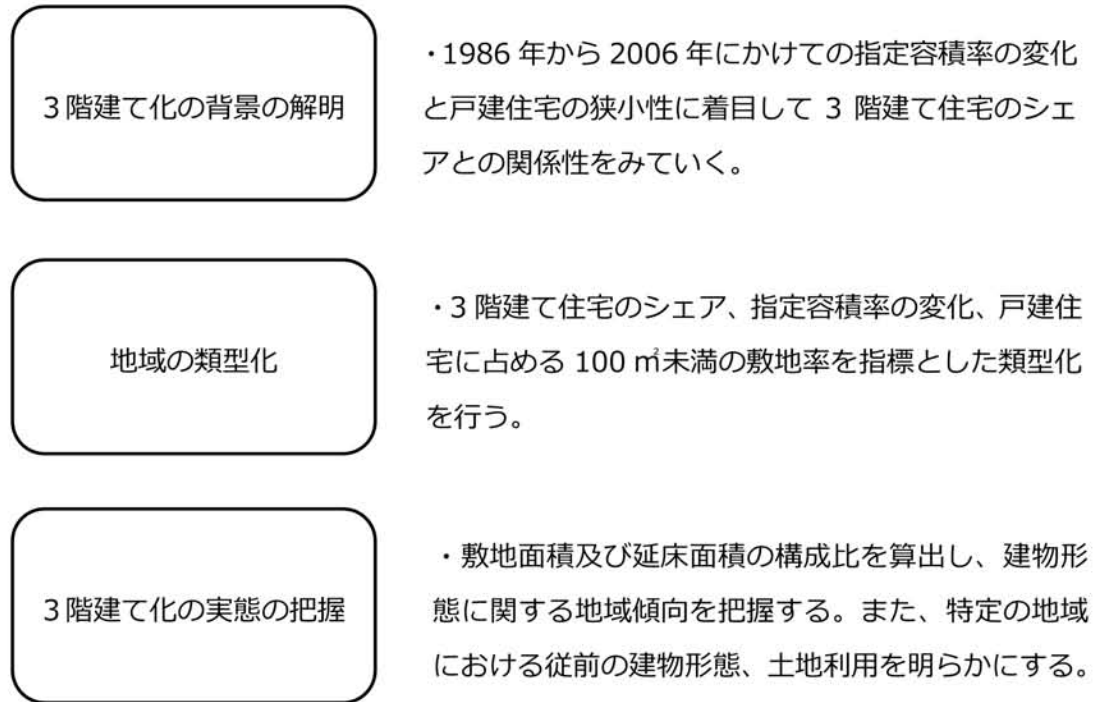 3階建て化の背景の解明
・1986年から2006年にかけての指定容積率の変化
と戸建住宅の狭小性に着目して3 階建て住宅のシェ
アとの関係性をみていく。
地域の類型化
・3階建て住宅のシェア、指定容積率の変化、戸建住
宅に占める100㎡未満の敷地率を指標とした類型化
を行う。
3階建て化の実態の把握
・敷地面積及び延床面積の構成比を算出し、建物形
態に関する地域傾向を把握する。また、特定の地域
における従前の建物形態、土地利用を明らかにする。